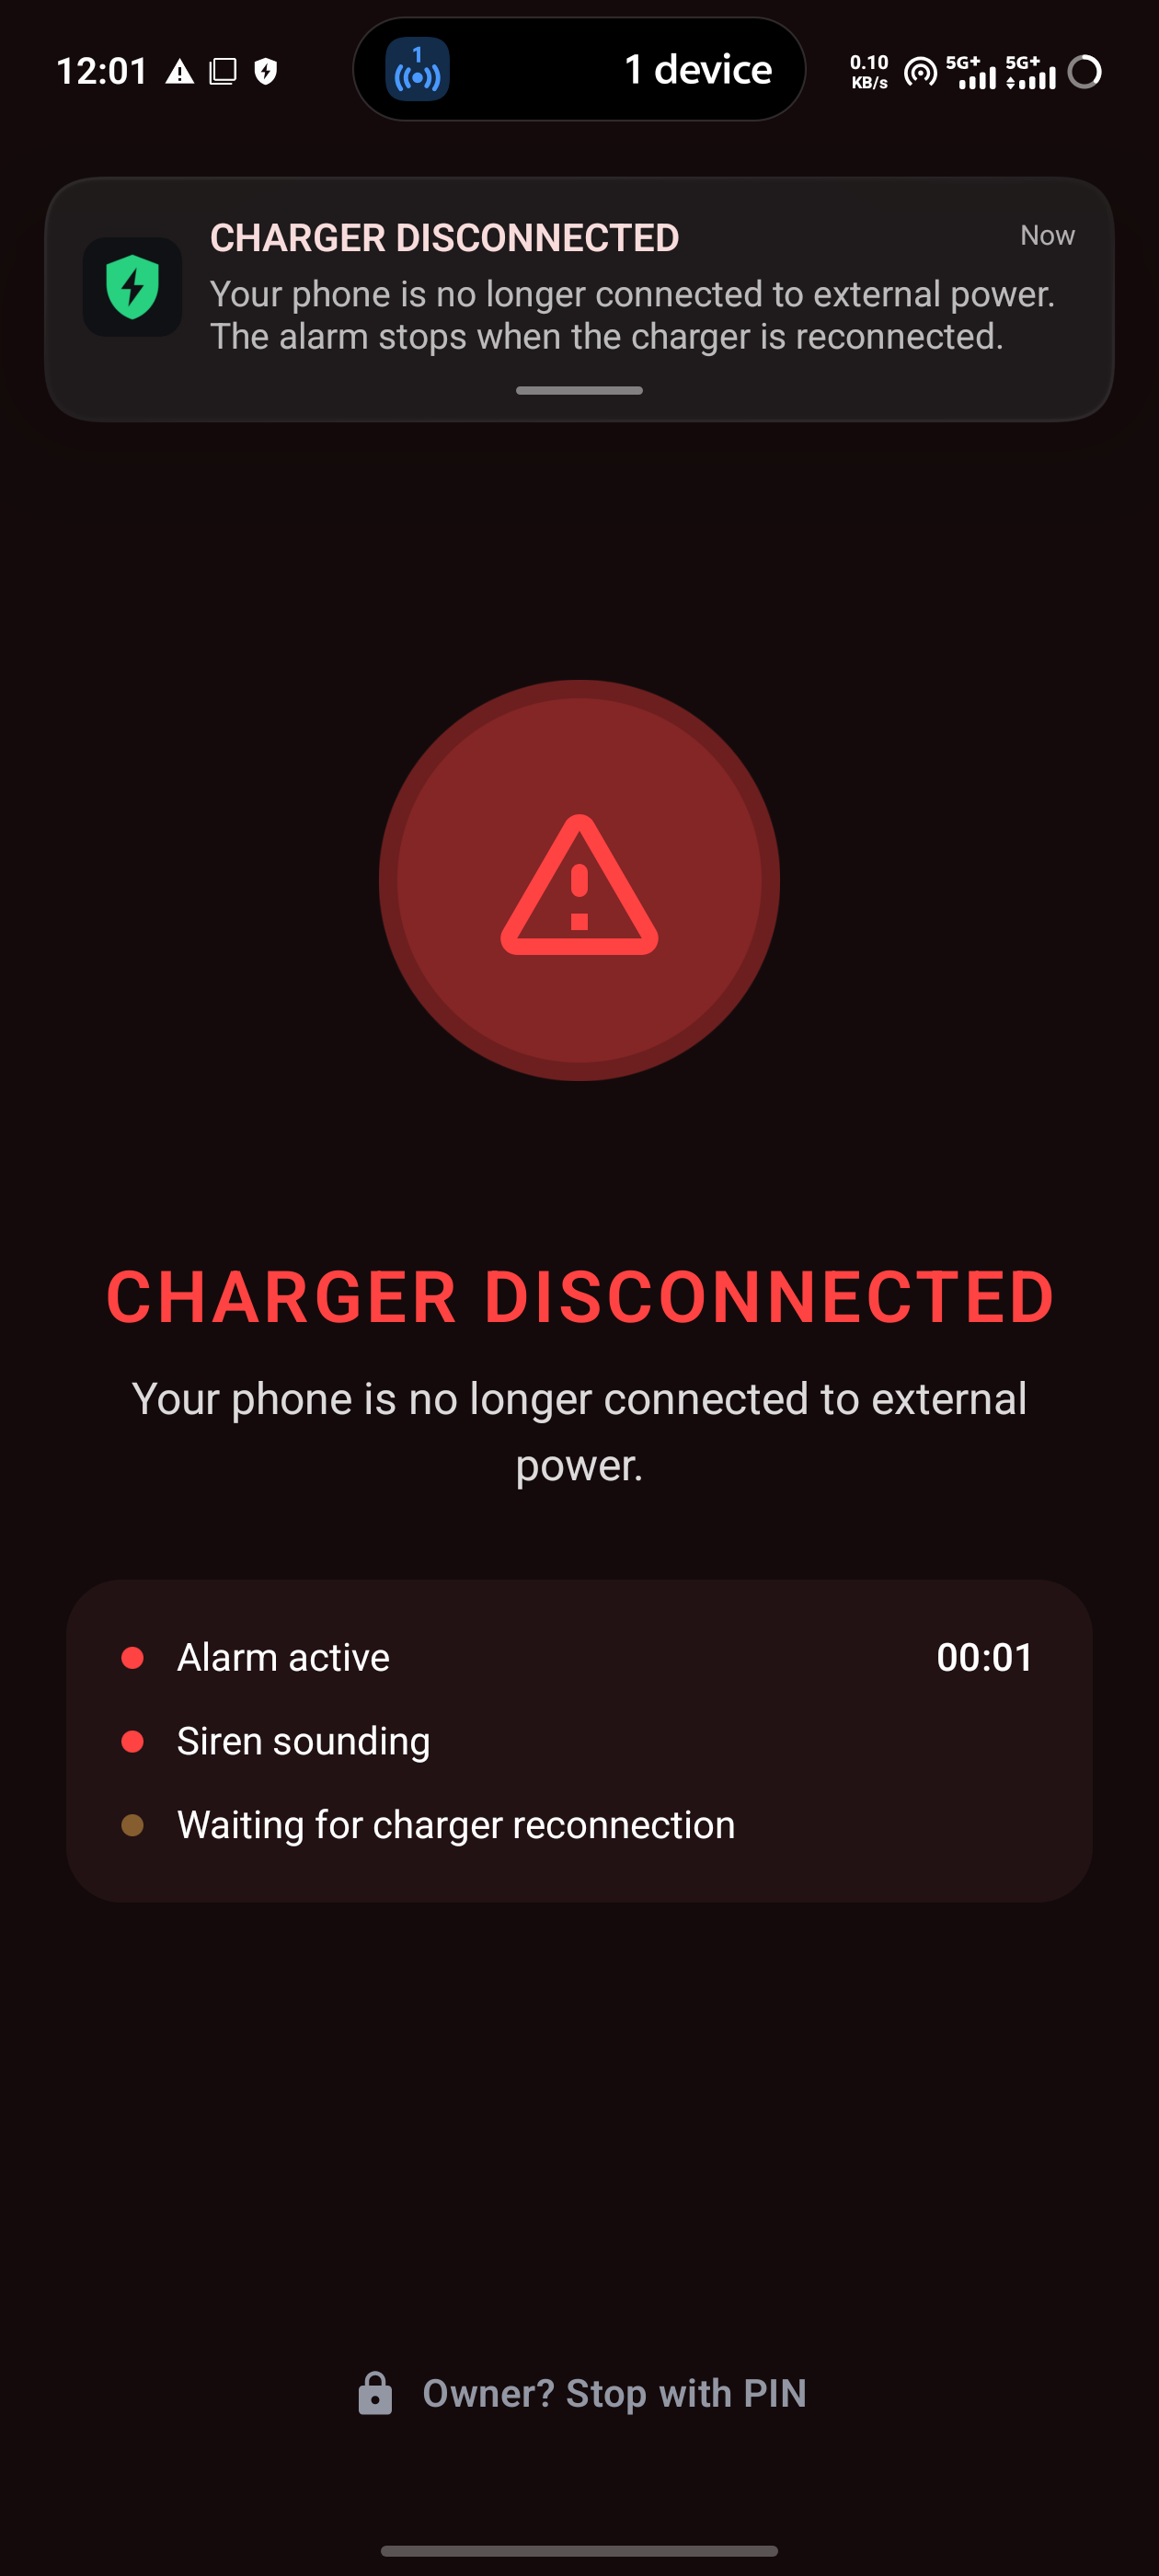 12:01
1
1 device
0.10
KB/s
5G+
5G+
CHARGER DISCONNECTED
Now
Your phone is no longer connected to external power.
The alarm stops when the charger is reconnected.
CHARGER DISCONNECTED
Your phone is no longer connected to external
power.
Alarm active
00:01
Siren sounding
Waiting for charger reconnection
Owner? Stop with PIN